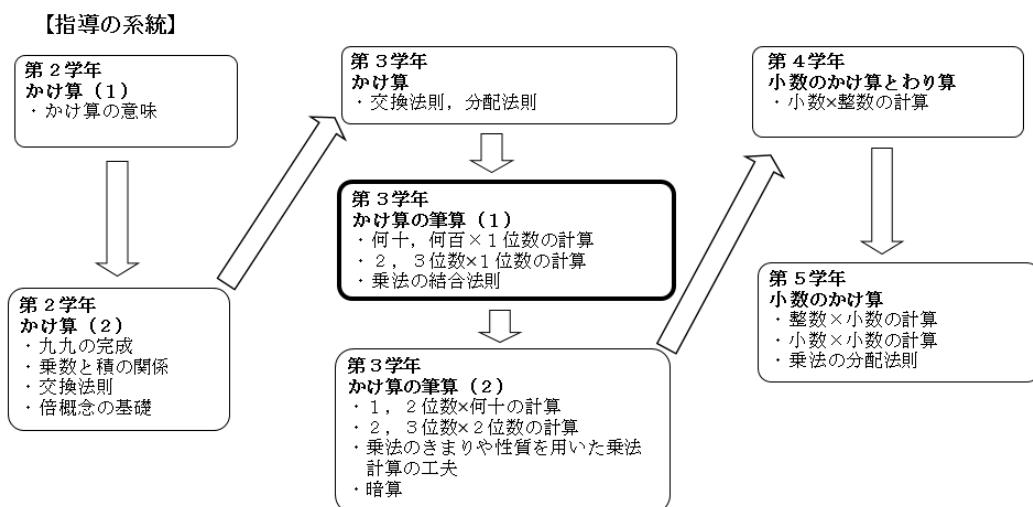 【指導の系統】
第２学年
かけ算（１）
・かけ算の意味
第２学年
かけ算（２）
・九九の完成
・乗数と積の関係
・交換法則
・倍概念の基礎
第３学年
かけ算
・交換法則，分配法則
第３学年
かけ算の筆算（１）
・何十，何百×１位数の計算
・２，３位数×１位数の計算
・乗法の結合法則
第３学年
かけ算の筆算（２）
・１，２位数×何十の計算
・２，３位数×２位数の計算
・乗法のきまりや性質を用いた乗法
計算の工夫
・暗算
第４学年
小数のかけ算とわり算
・小数×整数の計算
第５学年
小数のかけ算
・整数×小数の計算
・小数×小数の計算
・乗法の分配法則